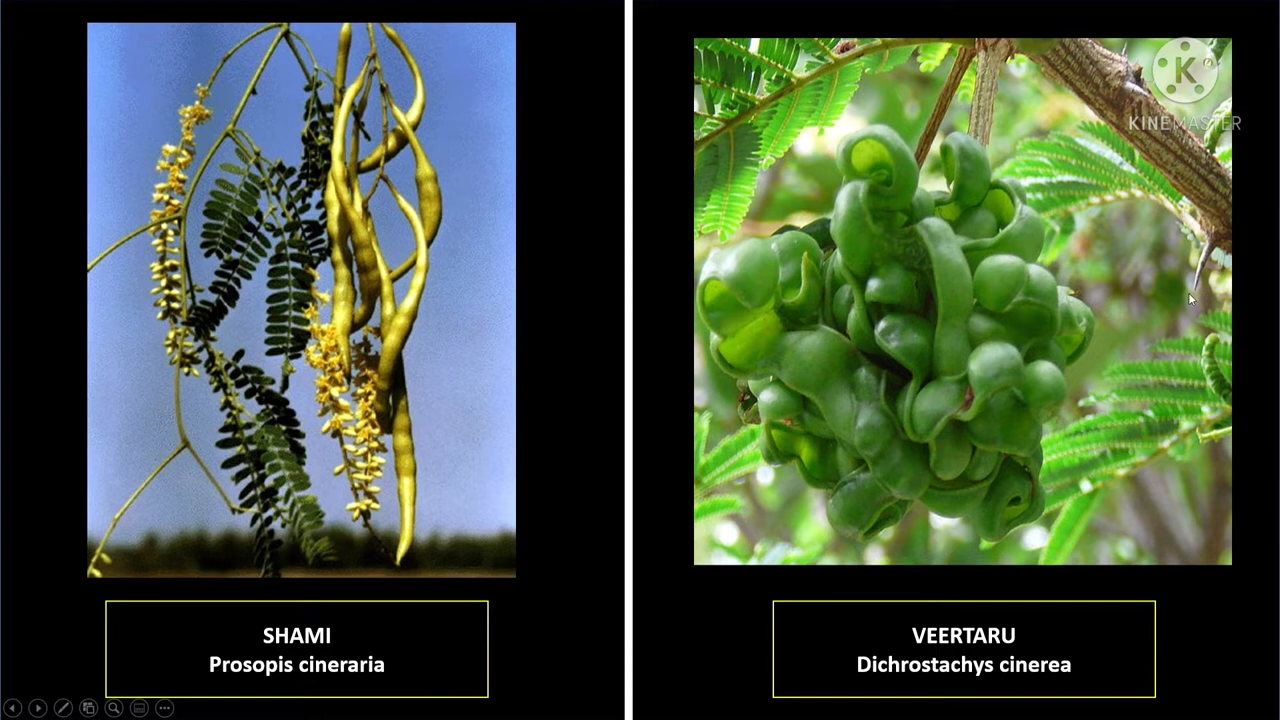 K
KINEMASTER
SHAMI
Prosopis cineraria
VEERTARU
Dichrostachys cinerea